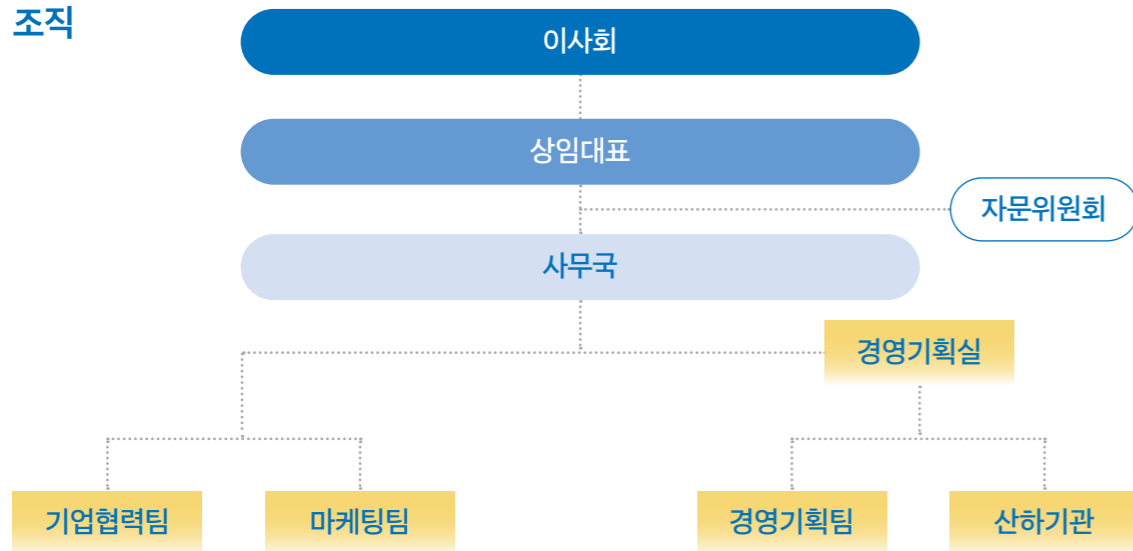 조직
이사회
상임대표
자문위원회
사무국
경영기획실
기업협력팀
마케팅팀
경영기획팀
산하기관